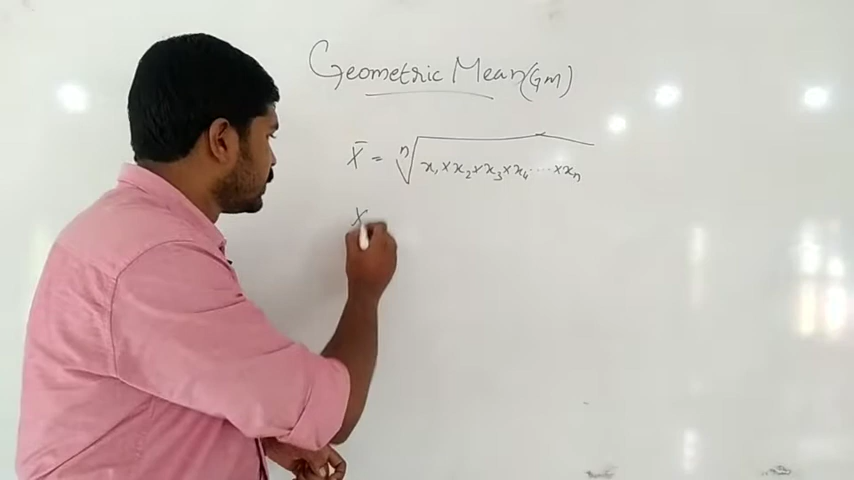 Geometric Mean (Gm)
X̄ = ⁿ√x₁ × x₂ × x₃ × x₄ ..... × xₙ
X